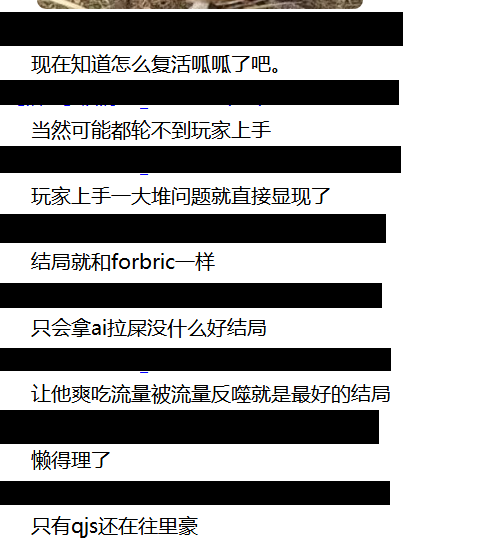 现在知道怎么复活呱呱了吧。
当然可能都轮不到玩家上手
玩家上手一大堆问题就直接显现了
结局就和forbric一样
只会拿ai拉屎没什么好结局
让他爽吃流量被流量反噬就是最好的结局
懒得理了
只有qjs还在往里豪